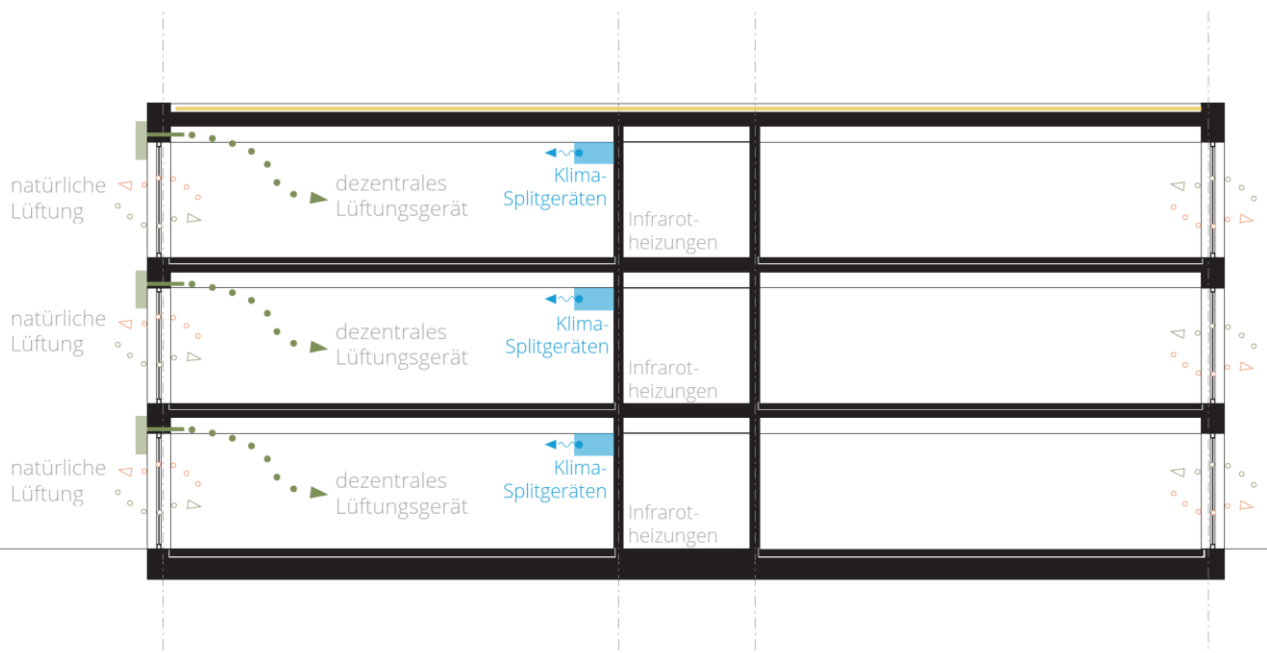 natürliche
Lüftung
dezentrales
Lüftungsgerät
Klima-
Splitgeräten
Infrarot-
heizungen
natürliche
Lüftung
dezentrales
Lüftungsgerät
Klima-
Splitgeräten
Infrarot-
heizungen
natürliche
Lüftung
dezentrales
Lüftungsgerät
Klima-
Splitgeräten
Infrarot-
heizungen